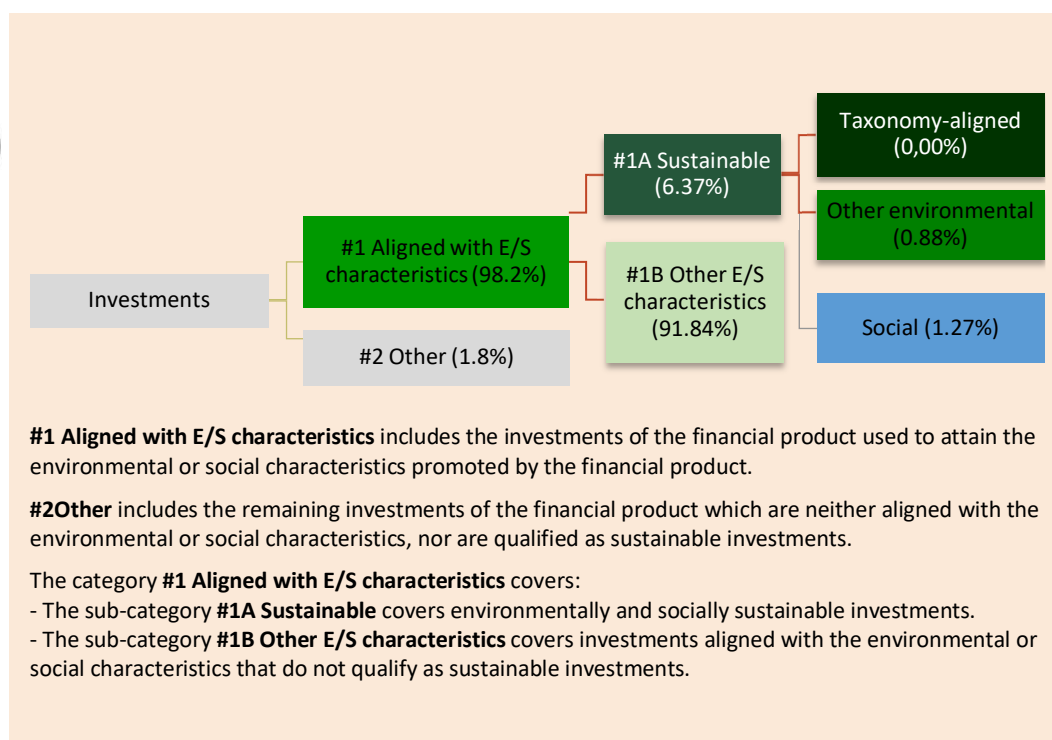 Taxonomy-aligned
(0,00%)
#1A Sustainable
(6.37%)
Other environmental
(0.88%)
#1 Aligned with E/S
characteristics (98.2%)
#1B Other E/S
characteristics
(91.84%)
Investments
Social (1.27%)
#2 Other (1.8%)
#1 Aligned with E/S characteristics includes the investments of the financial product used to attain the
environmental or social characteristics promoted by the financial product.
#2Other includes the remaining investments of the financial product which are neither aligned with the
environmental or social characteristics, nor are qualified as sustainable investments.
The category #1 Aligned with E/S characteristics covers:
- The sub-category #1A Sustainable covers environmentally and socially sustainable investments.
- The sub-category #1B Other E/S characteristics covers investments aligned with the environmental or
social characteristics that do not qualify as sustainable investments.